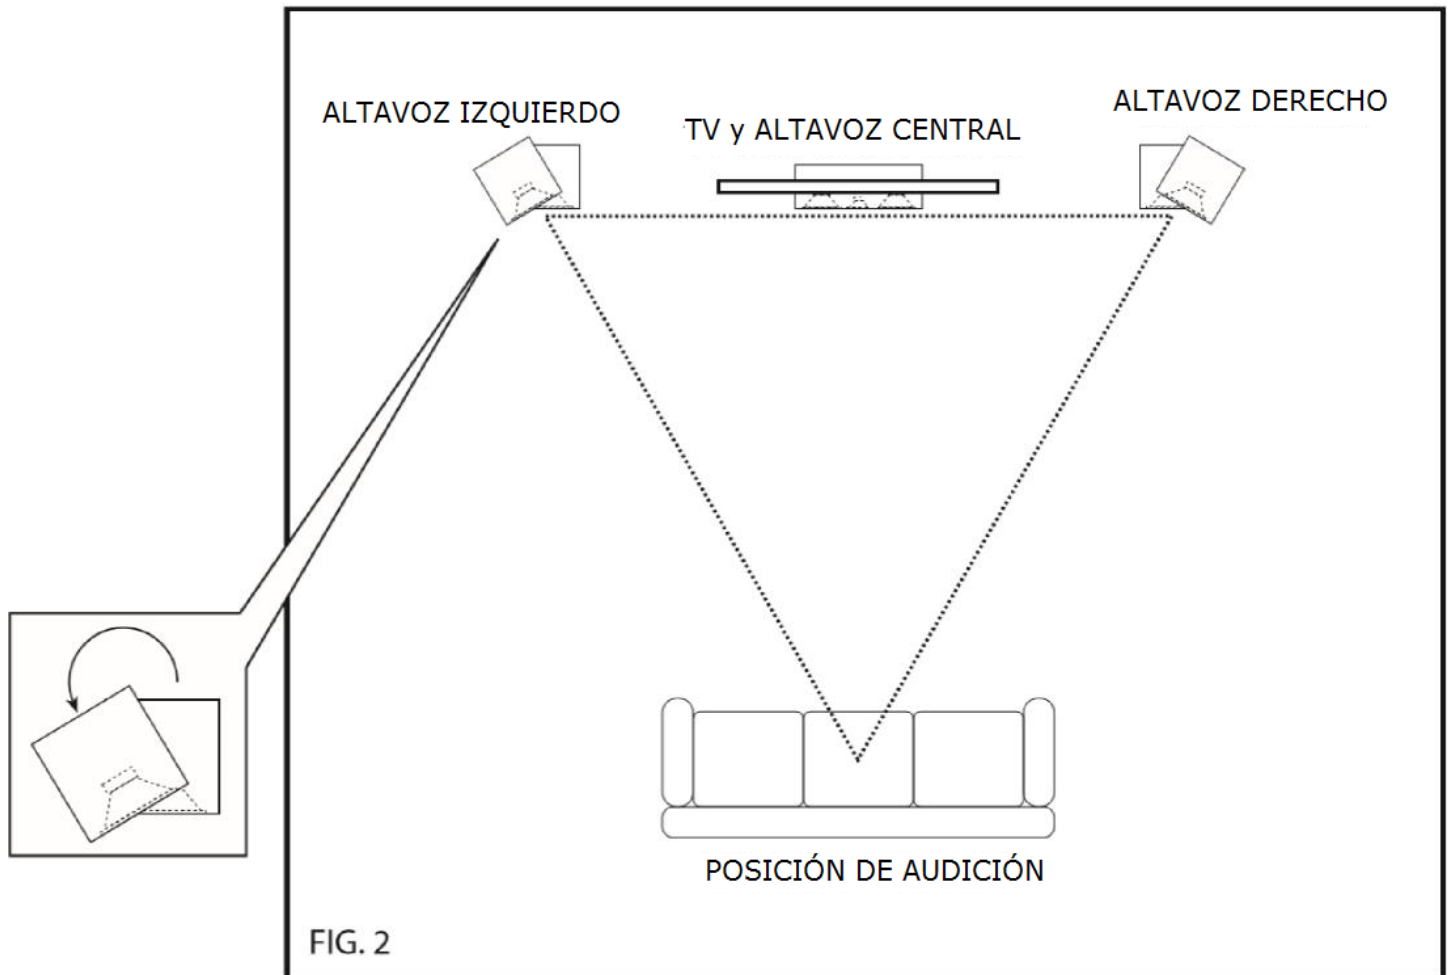 ALTAVOZ IZQUIERDO
TV y ALTAVOZ CENTRAL
ALTAVOZ DERECHO
POSICIÓN DE AUDICIÓN
FIG. 2